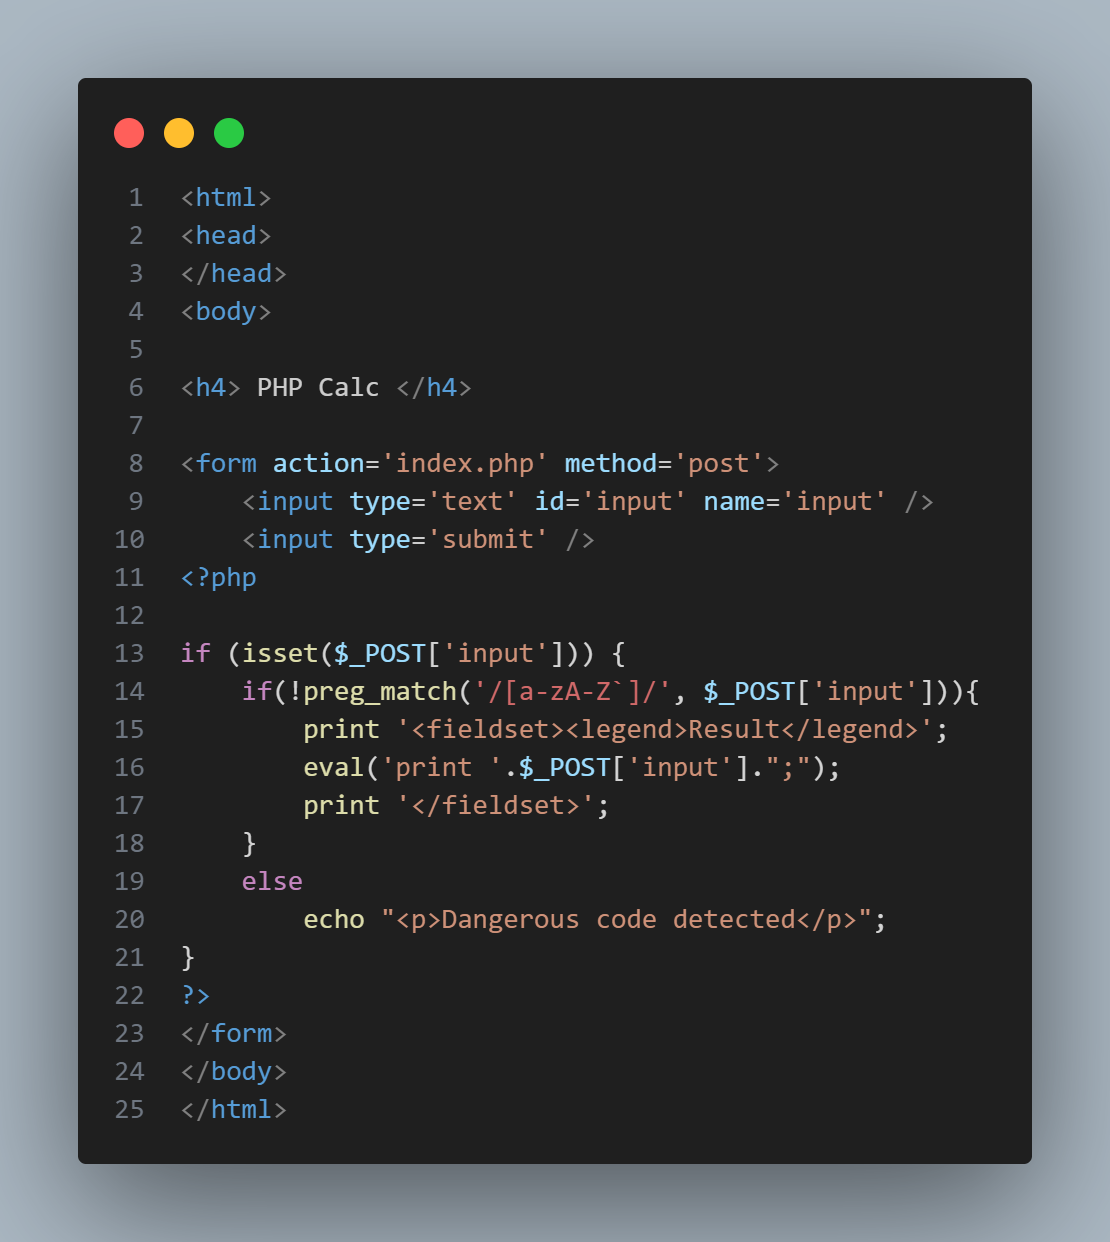 1 <html>
2 <head>
3 </head>
4 <body>
5
6 <h4> PHP Calc </h4>
7
8 <form action='index.php' method='post'>
9     <input type='text' id='input' name='input' />
10     <input type='submit' />
11 <?php
12
13 if (isset($_POST['input'])) {
14     if(!preg_match('/[a-zA-Z`]/', $_POST['input'])){
15         print '<fieldset><legend>Result</legend>';
16         eval('print '.$_POST['input'].";");
17         print '</fieldset>';
18     }
19     else
20         echo "<p>Dangerous code detected</p>";
21 }
22 ?>
23 </form>
24 </body>
25 </html>